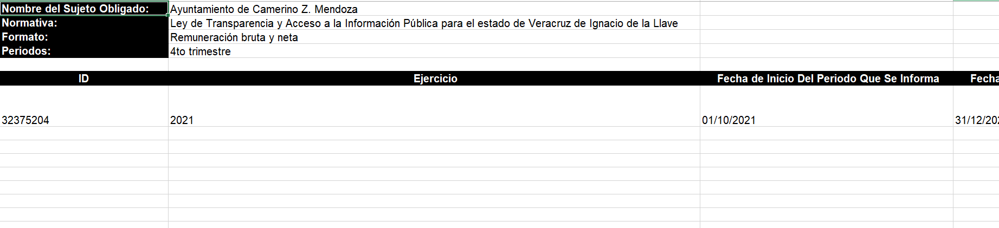 Nombre del Sujeto Obligado: Ayuntamiento de Camerino Z. Mendoza
Normativa: Ley de Transparencia y Acceso a la Información Pública para el estado de Veracruz de Ignacio de la Llave
Formato: Remuneración bruta y neta
Periodos: 4to trimestre
ID Ejercicio Fecha de Inicio Del Periodo Que Se Informa Fecha
32375204 2021 01/10/2021 31/12/202